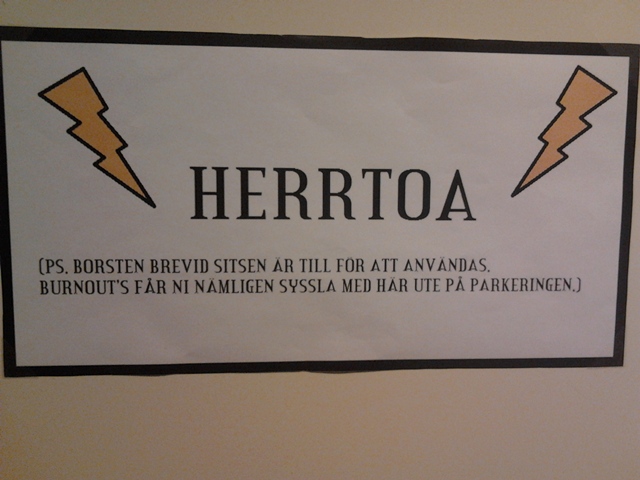 HERRTOA
(PS. BORSTEN BREVID SITSEN ÄR TILL FÖR ATT ANVÄNDAS.
BURNOUT'S FÅR NI NÄMLIGEN SYSSLA MED HÄR UTE PÅ PARKERINGEN.)